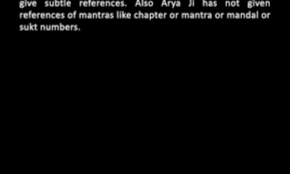 give subtle references. Also Arya Ji has not given
references of mantras like chapter or mantra or mandal or
sukt numbers.